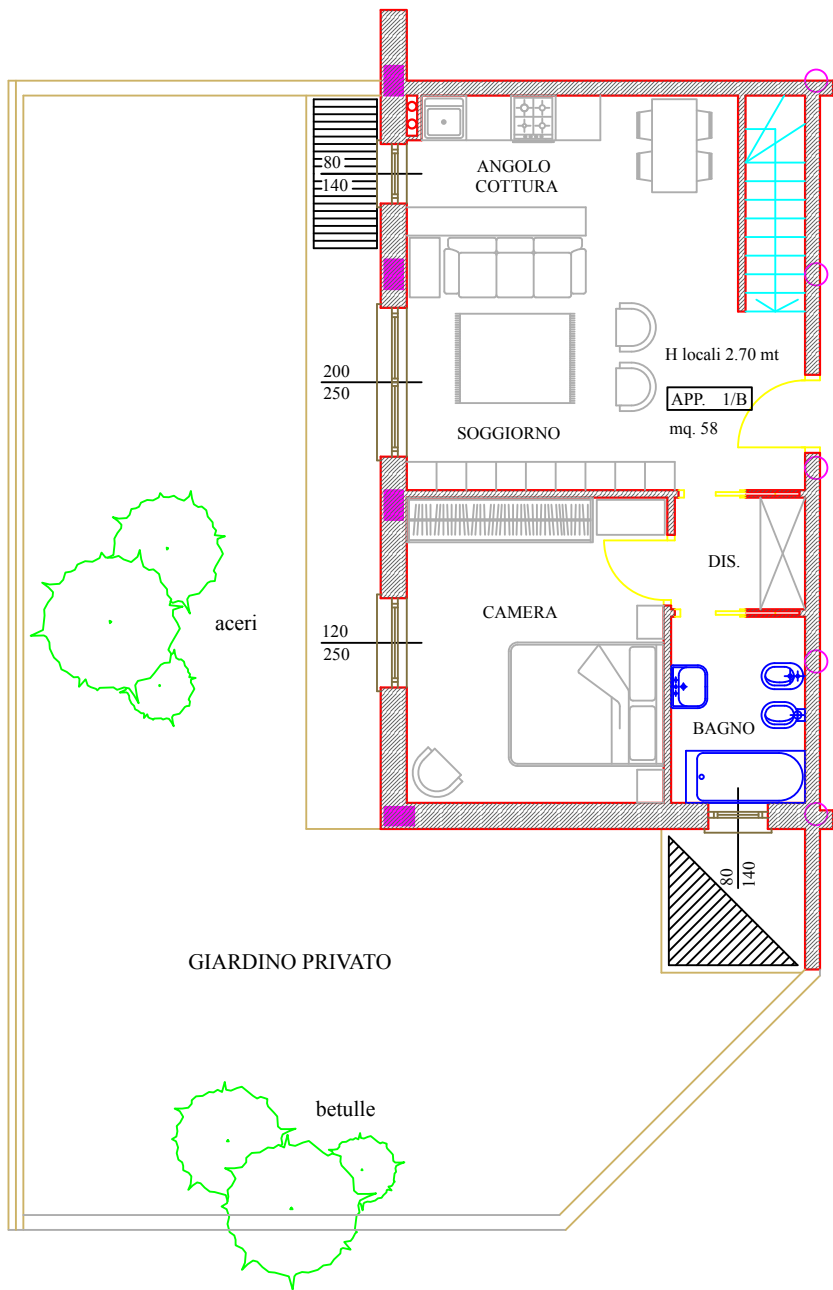 80
140
ANGOLO
COTTURA
H locali 2.70 mt
200
250
APP. 1/B
mq. 58
SOGGIORNO
DIS.
CAMERA
aceri
120
250
BAGNO
80
140
GIARDINO PRIVATO
betulle